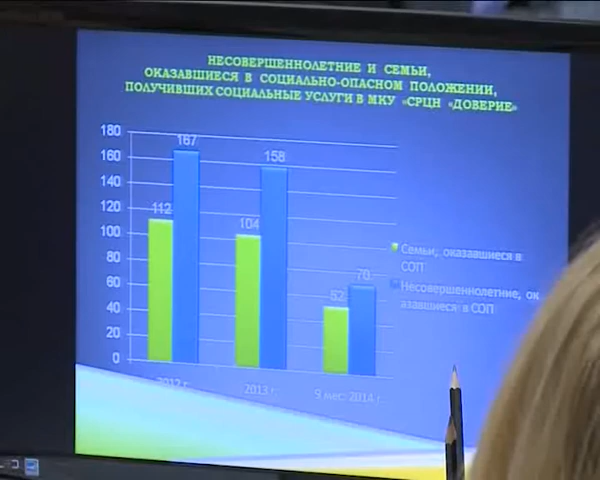 НЕСОВЕРШЕННОЛЕТНИЕ И СЕМЬИ,
ОКАЗАВШИЕСЯ В СОЦИАЛЬНО-ОПАСНОМ ПОЛОЖЕНИИ,
ПОЛУЧИВШИХ СОЦИАЛЬНЫЕ УСЛУГИ В МКУ «СРЦН «ДОВЕРИЕ»
180
160
140
120
100
80
60
40
20
0
112
167
104
158
52
70
2012 г.
2013 г.
9 мес. 2014 г.
Семьи, оказавшиеся в
СОП
Несовершеннолетние, ок
азавшиеся в СОП